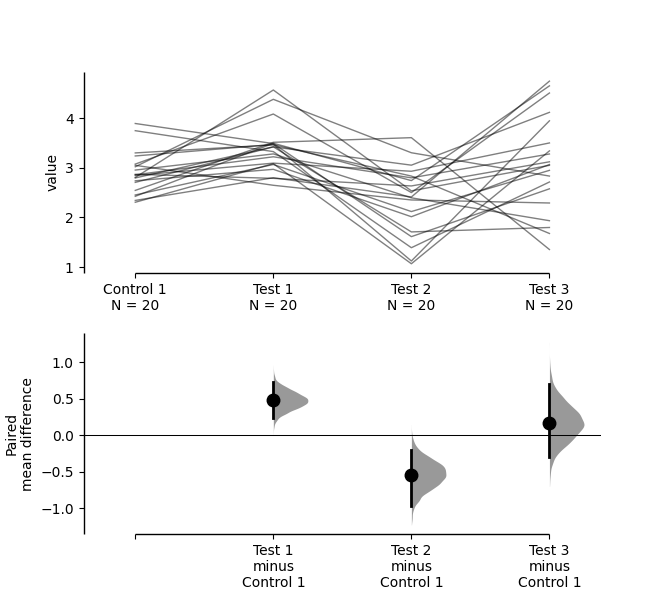 value
4
3
2
1
Control 1
N = 20
Test 1
N = 20
Test 2
N = 20
Test 3
N = 20
Paired
mean difference
1.0
0.5
0.0
−0.5
−1.0
Test 1
minus
Control 1
Test 2
minus
Control 1
Test 3
minus
Control 1